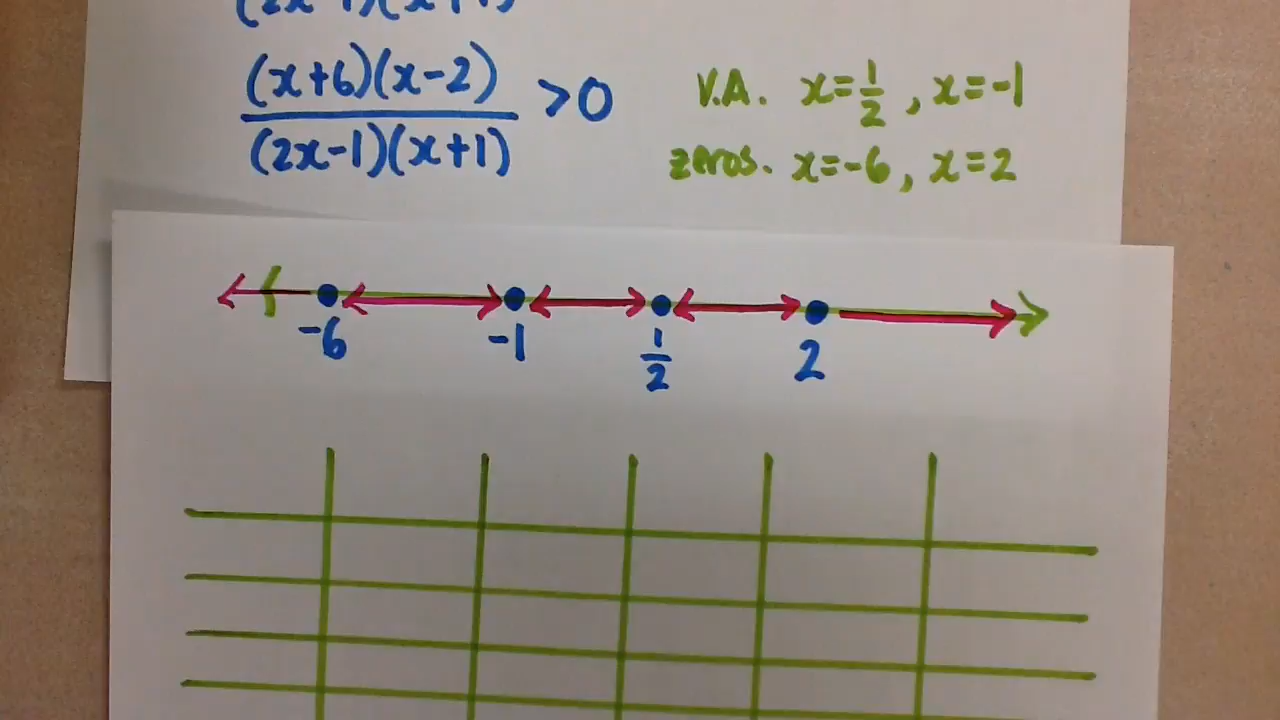 (x+6)(x-2)
(2x-1)(x+1)
>0
V.A. x=1/2, x=-1
zeros. x=-6, x=2
-6 -1 1/2 2